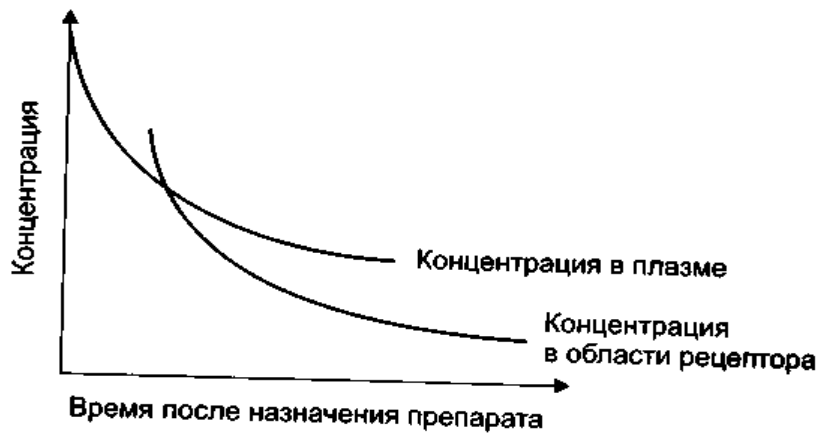 Концентрация
Концентрация в плазме
Концентрация
в области рецептора
Время после назначения препарата